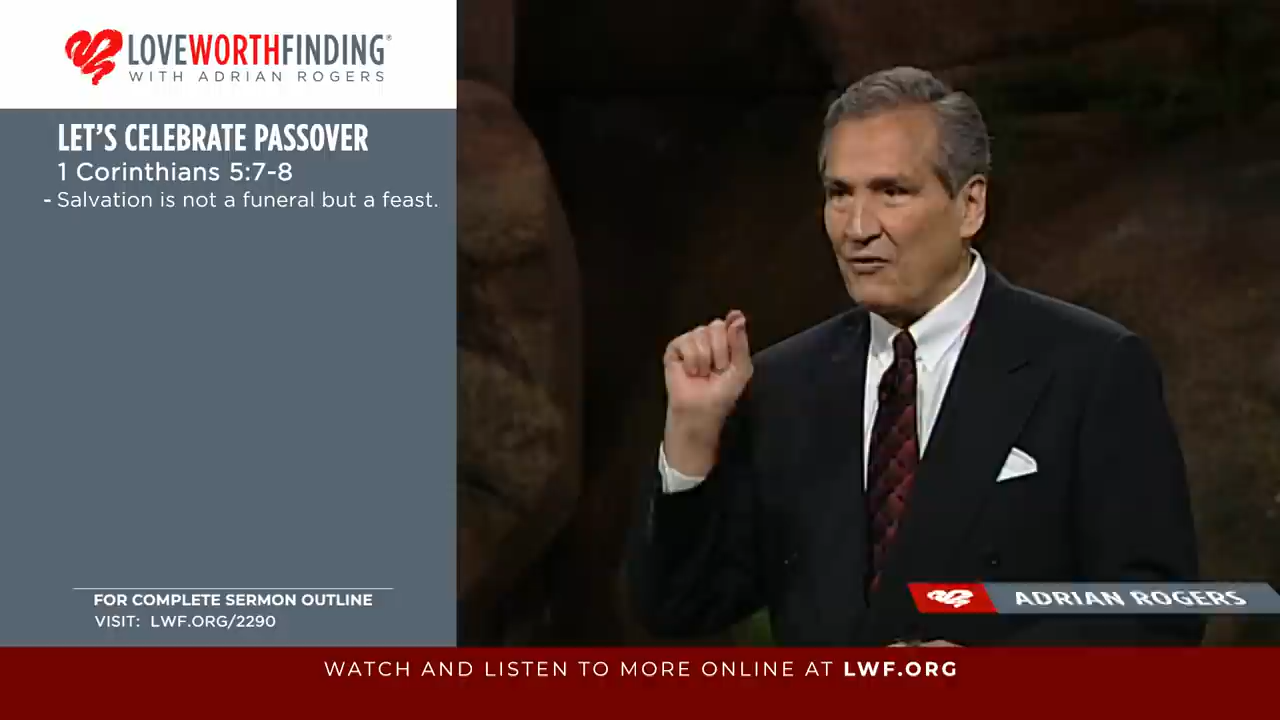 LOVEWORTHFINDING®
WITH ADRIAN ROGERS
LET'S CELEBRATE PASSOVER
1 Corinthians 5:7-8
- Salvation is not a funeral but a feast.
FOR COMPLETE SERMON OUTLINE
VISIT: LWF.ORG/2290
ADRIAN ROGERS
WATCH AND LISTEN TO MORE ONLINE AT LWF.ORG